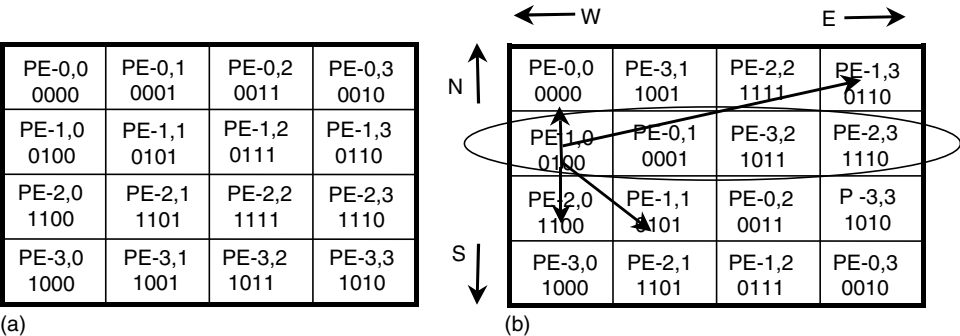 W E
N
S
PE-0,0 PE-0,1 PE-0,2 PE-0,3
0000 0001 0011 0010
PE-1,0 PE-1,1 PE-1,2 PE-1,3
0100 0101 0111 0110
PE-2,0 PE-2,1 PE-2,2 PE-2,3
1100 1101 1111 1110
PE-3,0 PE-3,1 PE-3,2 PE-3,3
1000 1001 1011 1010
(a)
PE-0,0 PE-3,1 PE-2,2 PE-1,3
0000 1001 1111 0110
PE-1,0 PE-0,1 PE-3,2 PE-2,3
0100 0001 1011 1110
PE-2,0 PE-1,1 PE-0,2 P -3,3
1100 0101 0011 1010
PE-3,0 PE-2,1 PE-1,2 PE-0,3
1000 1101 0111 0010
(b)